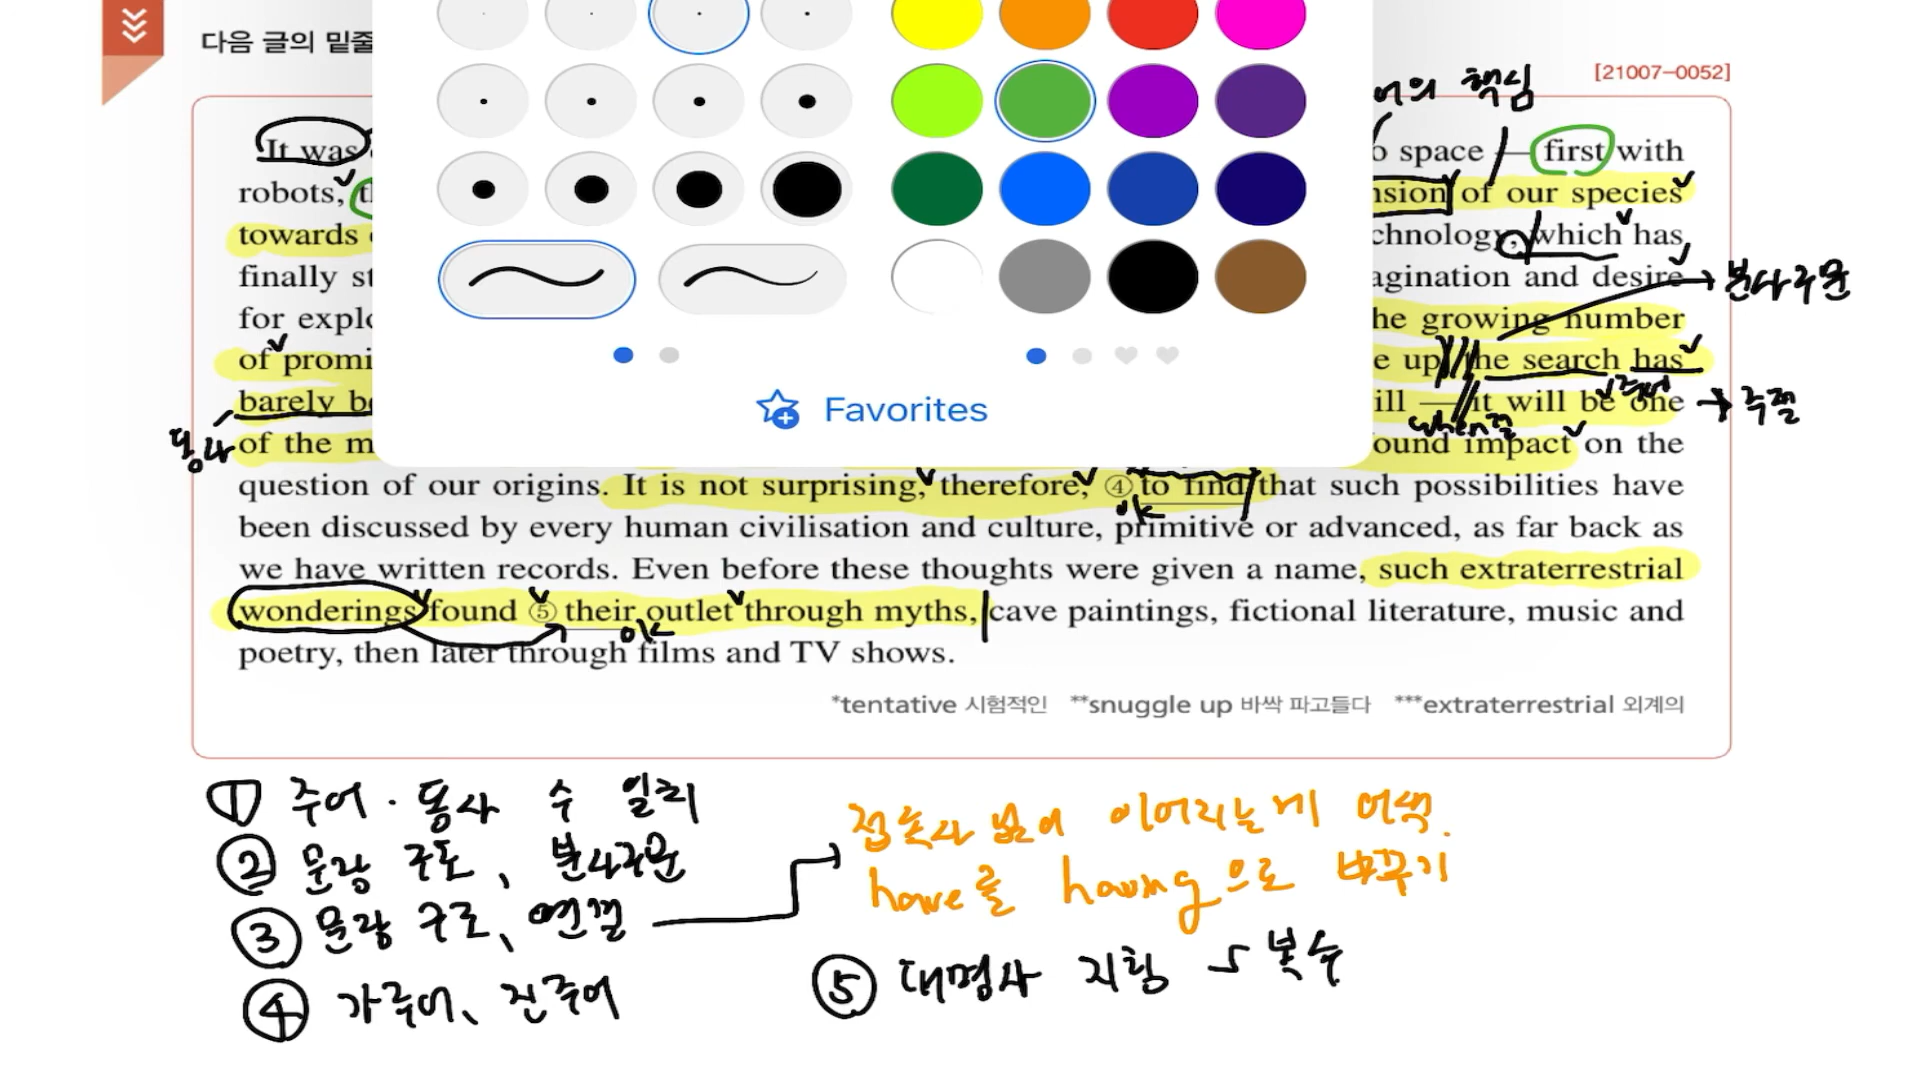 다음 글의 밑줄
[21007-0052]
어의 핵심
It was
o space — first with
robots, t
nsion of our species
towards
chnology, which has
finally st
agination and desire
분사구문
for explo
he growing number
of promi
e up, the search has
barely be
ill — it will be one
주어
주절
when절
동사
of the m
ound impact on the
question of our origins. It is not surprising, therefore, ④ to find that such possibilities have
ok
been discussed by every human civilisation and culture, primitive or advanced, as far back as
we have written records. Even before these thoughts were given a name, such extraterrestrial
wonderings found ⑤ their outlet through myths, cave paintings, fictional literature, music and
ok
poetry, then later through films and TV shows.
*tentative 시험적인 **snuggle up 바싹 파고들다 ***extraterrestrial 외계의
Favorites
① 주어·동사 수 일치
② 문장 구조, 분사구문
③ 문장 구조, 연결
④ 가주어, 진주어
접속사 없이 이어지는게 어색.
have를 having으로 바꾸기
⑤ 대명사 지칭 복수